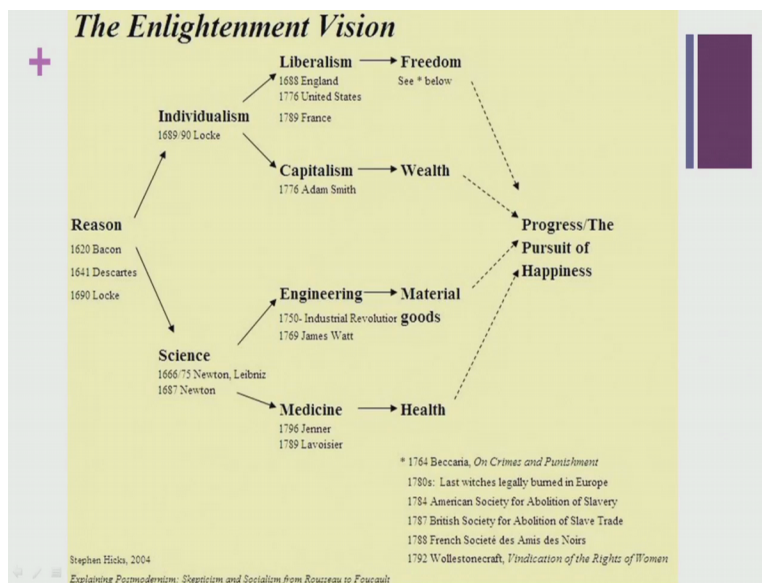 The Enlightenment Vision
Liberalism
1688 England
1776 United States
1789 France
Freedom
See * below
Individualism
1689/90 Locke
Capitalism
1776 Adam Smith
Wealth
Reason
1620 Bacon
1641 Descartes
1690 Locke
Progress/The
Pursuit of
Happiness
Engineering
1750- Industrial Revolutior
1769 James Watt
Material
goods
Science
1666/75 Newton, Leibniz
1687 Newton
Medicine
1796 Jenner
1789 Lavoisier
Health
* 1764 Beccaria, On Crimes and Punishment
1780s: Last witches legally burned in Europe
1784 American Society for Abolition of Slavery
1787 British Society for Abolition of Slave Trade
1788 French Societé des Amis des Noirs
1792 Wollestonecraft, Vindication of the Rights of Women
Stephen Hicks, 2004
Explaining Postmodernism: Skepticism and Socialism from Rousseau to Foucault